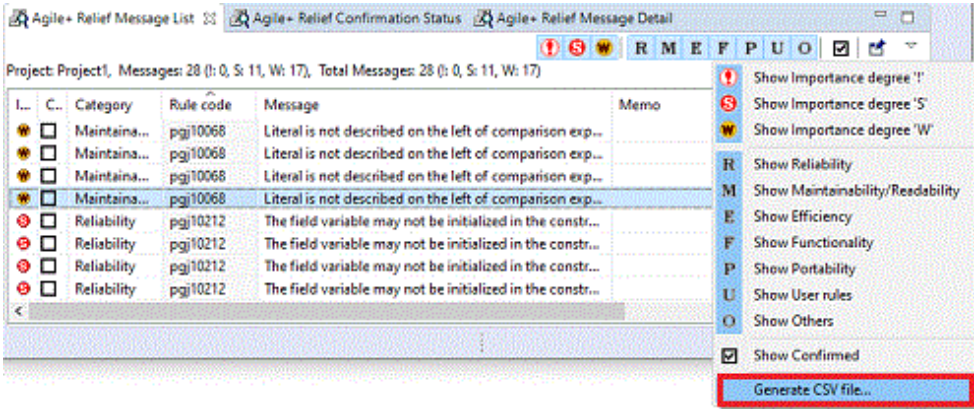 Agile+ Relief Message List Agile+ Relief Confirmation Status Agile+ Relief Message Detail
! S W R M E F P U O
Project: Project1, Messages: 28 (!: 0, S: 11, W: 17), Total Messages: 28 (!: 0, S: 11, W: 17)
I... C... Category Rule code Message Memo
W Maintaina... pgj10068 Literal is not described on the left of comparison exp...
W Maintaina... pgj10068 Literal is not described on the left of comparison exp...
W Maintaina... pgj10068 Literal is not described on the left of comparison exp...
W Maintaina... pgj10068 Literal is not described on the left of comparison exp...
S Reliability pgj10212 The field variable may not be initialized in the constr...
S Reliability pgj10212 The field variable may not be initialized in the constr...
S Reliability pgj10212 The field variable may not be initialized in the constr...
S Reliability pgj10212 The field variable may not be initialized in the constr...
! Show Importance degree '!'
S Show Importance degree 'S'
W Show Importance degree 'W'
R Show Reliability
M Show Maintainability/Readability
E Show Efficiency
F Show Functionality
P Show Portability
U Show User rules
O Show Others
Show Confirmed
Generate CSV file...